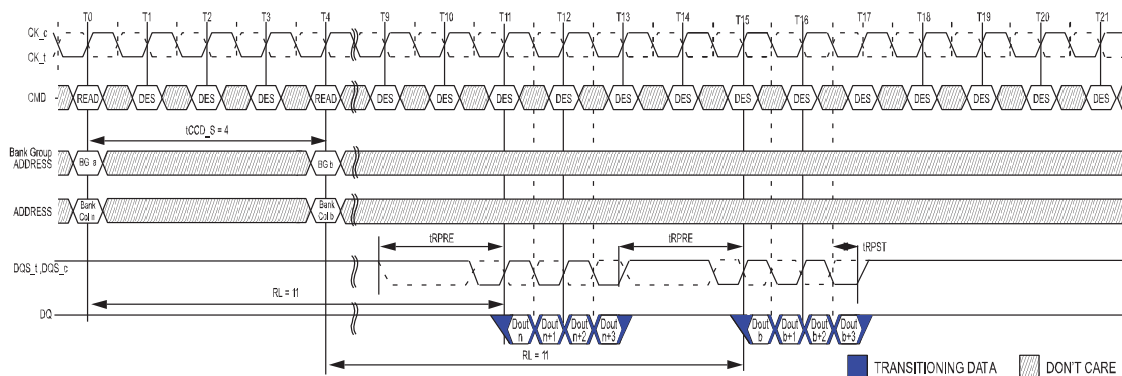 T0 T1 T2 T3 T4 T9 T10 T11 T12 T13 T14 T15 T16 T17 T18 T19 T20 T21
CK_c
CK_t
CMD READ DES DES DES READ DES DES DES DES DES DES DES DES DES DES DES DES DES
tCCD_S = 4
Bank Group
ADDRESS BG a BG b
ADDRESS Bank Col n Bank Col b
tRPRE tRPRE tRPST
DQS_t,DQS_c
RL = 11
DQ Dout n Dout n+1 Dout n+2 Dout n+3 Dout b Dout b+1 Dout b+2 Dout b+3
RL = 11
TRANSITIONING DATA DON'T CARE